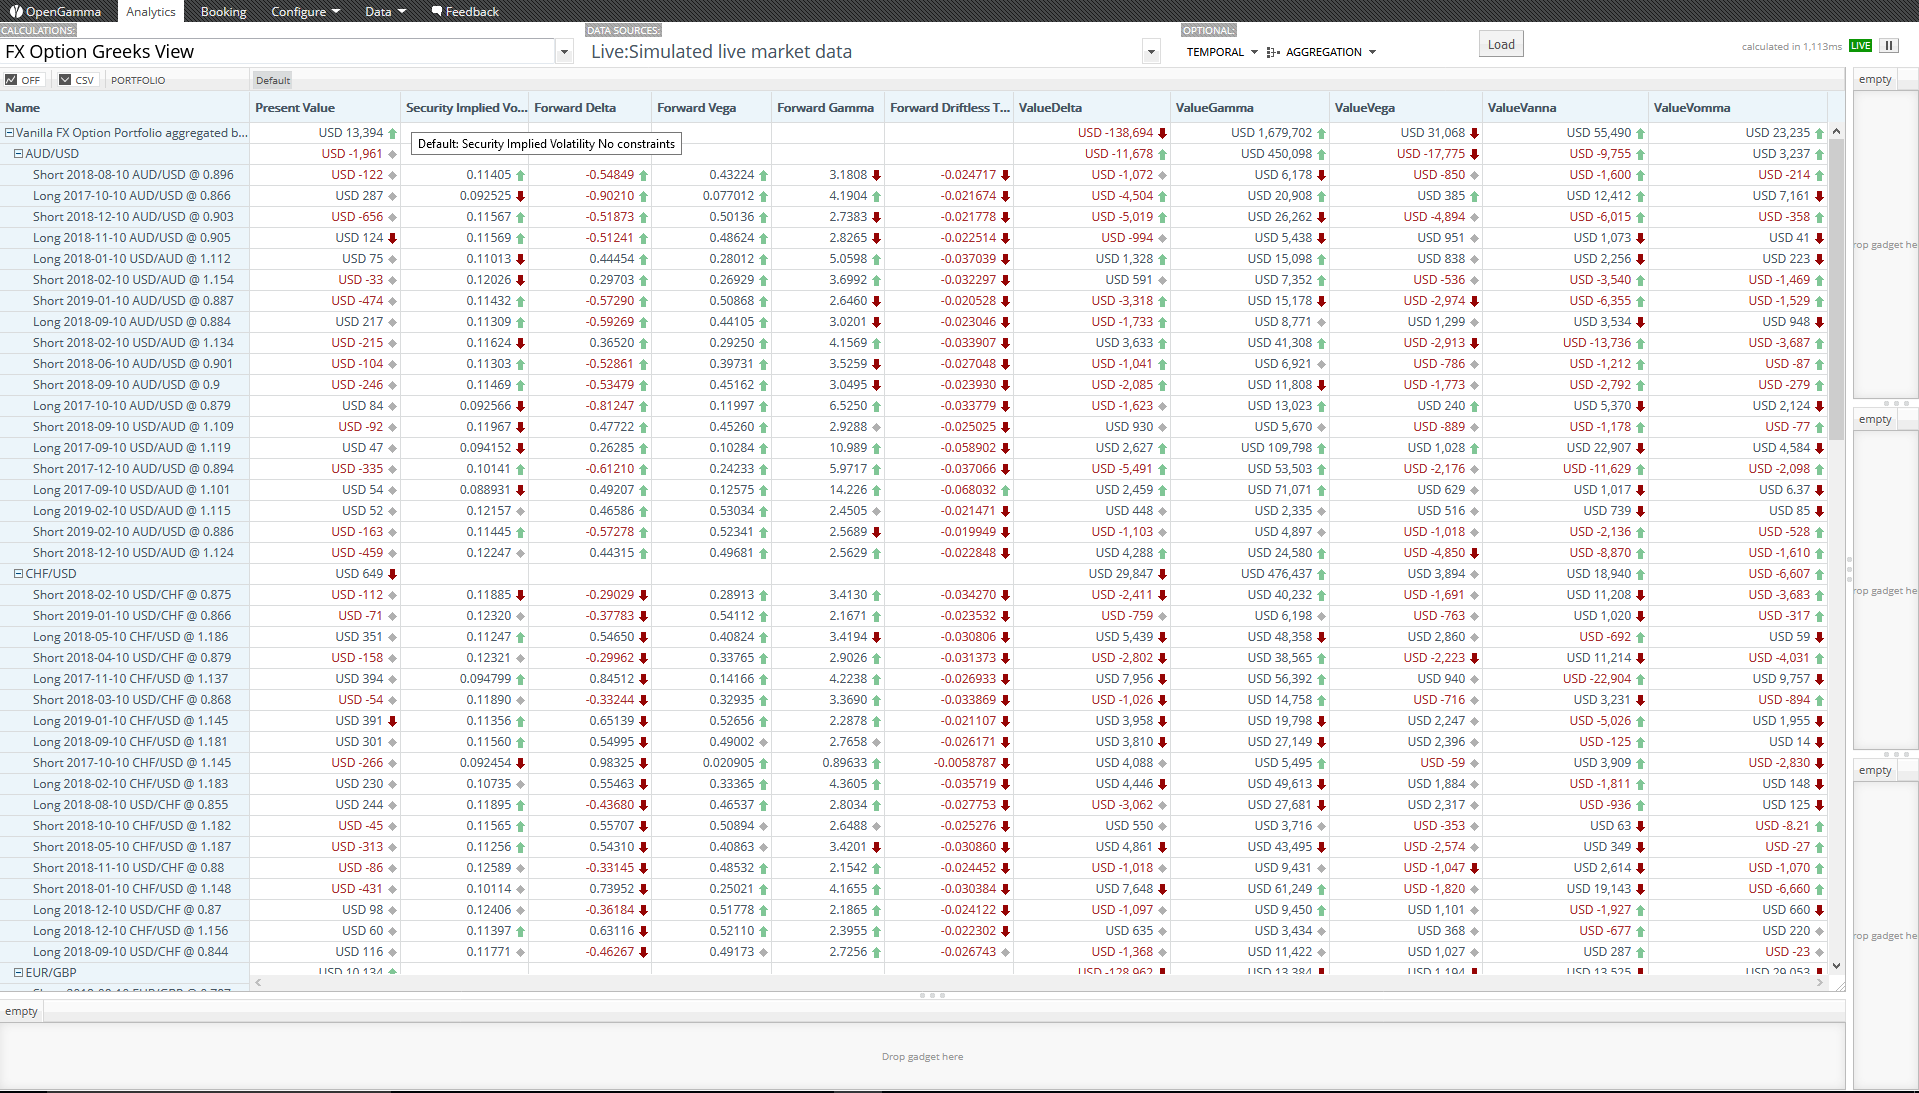 OpenGamma Analytics Booking Configure Data Feedback
CALCULATIONS: DATA SOURCES: OPTIONAL:
FX Option Greeks View Live:Simulated live market data TEMPORAL AGGREGATION Load calculated in 1,113ms LIVE
OFF CSV PORTFOLIO Default empty
Name Present Value Security Implied Vo... Forward Delta Forward Vega Forward Gamma Forward Driftless T... ValueDelta ValueGamma ValueVega ValueVanna ValueVomma
Vanilla FX Option Portfolio aggregated b... USD 13,394 USD -138,694 USD 1,679,702 USD 31,068 USD 55,490 USD 23,235
Default: Security Implied Volatility No constraints
AUD/USD USD -1,961 USD -11,678 USD 450,098 USD -17,775 USD -9,755 USD 3,237
Short 2018-08-10 AUD/USD @ 0.896 USD -122 0.11405 -0.54849 0.43224 3.1808 -0.024717 USD -1,072 USD 6,178 USD -850 USD -1,600 USD -214
Long 2017-10-10 AUD/USD @ 0.866 USD 287 0.092525 -0.90210 0.077012 4.1904 -0.021674 USD -4,504 USD 20,908 USD 385 USD 12,412 USD 7,161
Short 2018-12-10 AUD/USD @ 0.903 USD -656 0.11567 -0.51873 0.50136 2.7383 -0.021778 USD -5,019 USD 26,262 USD -4,894 USD -6,015 USD -358
Long 2018-11-10 AUD/USD @ 0.905 USD 124 0.11569 -0.51241 0.48624 2.8265 -0.022514 USD -994 USD 5,438 USD 951 USD 1,073 USD 41
Long 2018-01-10 USD/AUD @ 1.112 USD 75 0.11013 0.44454 0.28012 5.0598 -0.037039 USD 1,328 USD 15,098 USD 838 USD 2,256 USD 223
Short 2018-02-10 USD/AUD @ 1.154 USD -33 0.12026 0.29703 0.26929 3.6992 -0.032297 USD 591 USD 7,352 USD -536 USD -3,540 USD -1,469
Short 2019-01-10 AUD/USD @ 0.887 USD -474 0.11432 -0.57290 0.50868 2.6460 -0.020528 USD -3,318 USD 15,178 USD -2,974 USD -6,355 USD -1,529
Long 2018-09-10 AUD/USD @ 0.884 USD 217 0.11309 -0.59269 0.44105 3.0201 -0.023046 USD -1,733 USD 8,771 USD 1,299 USD 3,534 USD 948
Short 2018-02-10 USD/AUD @ 1.134 USD -215 0.11624 0.36520 0.29250 4.1569 -0.033907 USD 3,633 USD 41,308 USD -2,913 USD -13,736 USD -3,687
Short 2018-06-10 AUD/USD @ 0.901 USD -104 0.11303 -0.52861 0.39731 3.5259 -0.027048 USD -1,041 USD 6,921 USD -786 USD -1,212 USD -87
Short 2018-09-10 AUD/USD @ 0.9 USD -246 0.11469 -0.53479 0.45162 3.0495 -0.023930 USD -2,085 USD 11,808 USD -1,773 USD -2,792 USD -279
Long 2017-10-10 AUD/USD @ 0.879 USD 84 0.092566 -0.81247 0.11997 6.5250 -0.033779 USD -1,623 USD 13,023 USD 240 USD 5,370 USD 2,124
Short 2018-09-10 USD/AUD @ 1.109 USD -92 0.11967 0.47722 0.45260 2.9288 -0.025025 USD 930 USD 5,670 USD -889 USD -1,178 USD -77
Long 2017-09-10 USD/AUD @ 1.119 USD 47 0.094152 0.26285 0.10284 10.989 -0.058902 USD 2,627 USD 109,798 USD 1,028 USD 22,907 USD 4,584
Short 2017-12-10 AUD/USD @ 0.894 USD -335 0.10141 -0.61210 0.24233 5.9717 -0.037066 USD -5,491 USD 53,503 USD -2,176 USD -11,629 USD -2,098
Long 2017-09-10 USD/AUD @ 1.101 USD 54 0.088931 0.49207 0.12575 14.226 -0.068032 USD 2,459 USD 71,071 USD 629 USD 1,017 USD 6.37
Long 2019-02-10 USD/AUD @ 1.115 USD 52 0.12157 0.46586 0.53034 2.4505 -0.021471 USD 448 USD 2,335 USD 516 USD 739 USD 85
Short 2019-02-10 AUD/USD @ 0.886 USD -163 0.11445 -0.57278 0.52341 2.5689 -0.019949 USD -1,103 USD 4,897 USD -1,018 USD -2,136 USD -528
Short 2018-12-10 USD/AUD @ 1.124 USD -459 0.12247 0.44315 0.49681 2.5629 -0.022848 USD 4,288 USD 24,580 USD -4,850 USD -8,870 USD -1,610
CHF/USD USD 649 USD 29,847 USD 476,437 USD 3,894 USD 18,940 USD -6,607
Short 2018-02-10 USD/CHF @ 0.875 USD -112 0.11885 -0.29029 0.28913 3.4130 -0.034270 USD -2,411 USD 40,232 USD -1,691 USD 11,208 USD -3,683
Short 2019-01-10 USD/CHF @ 0.866 USD -71 0.12320 -0.37783 0.54112 2.1671 -0.023532 USD -759 USD 6,198 USD -763 USD 1,020 USD -317
Long 2018-05-10 CHF/USD @ 1.186 USD 351 0.11247 0.54650 0.40824 3.4194 -0.030806 USD 5,439 USD 48,358 USD 2,860 USD -692 USD 59
Short 2018-04-10 USD/CHF @ 0.879 USD -158 0.12321 -0.29962 0.33765 2.9026 -0.031373 USD -2,802 USD 38,565 USD -2,223 USD 11,214 USD -4,031
Long 2017-11-10 CHF/USD @ 1.137 USD 394 0.094799 0.84512 0.14166 4.2238 -0.026933 USD 7,956 USD 56,392 USD 940 USD -22,904 USD 9,757
Short 2018-03-10 USD/CHF @ 0.868 USD -54 0.11890 -0.33244 0.32935 3.3690 -0.033869 USD -1,026 USD 14,758 USD -716 USD 3,231 USD -894
Long 2019-01-10 CHF/USD @ 1.145 USD 391 0.11356 0.65139 0.52656 2.2878 -0.021107 USD 3,958 USD 19,798 USD 2,247 USD -5,026 USD 1,955
Long 2018-09-10 CHF/USD @ 1.181 USD 301 0.11560 0.54995 0.49002 2.7658 -0.026171 USD 3,810 USD 27,149 USD 2,396 USD -125 USD 14
Short 2017-10-10 CHF/USD @ 1.145 USD -266 0.092454 0.98325 0.020905 0.89633 -0.0058787 USD 4,088 USD 5,495 USD -59 USD 3,909 USD -2,830
Long 2018-02-10 CHF/USD @ 1.183 USD 230 0.10735 0.55463 0.33365 4.3605 -0.035719 USD 4,446 USD 49,613 USD 1,884 USD -1,811 USD 148
Long 2018-08-10 USD/CHF @ 0.855 USD 244 0.11895 -0.43680 0.46537 2.8034 -0.027753 USD -3,062 USD 27,681 USD 2,317 USD -936 USD 125
Short 2018-10-10 CHF/USD @ 1.182 USD -45 0.11565 0.55707 0.50894 2.6488 -0.025276 USD 550 USD 3,716 USD -353 USD 63 USD -8.21
Short 2018-05-10 CHF/USD @ 1.187 USD -313 0.11256 0.54310 0.40863 3.4201 -0.030860 USD 4,861 USD 43,495 USD -2,574 USD 349 USD -27
Short 2018-11-10 USD/CHF @ 0.88 USD -86 0.12589 -0.33145 0.48532 2.1542 -0.024452 USD -1,018 USD 9,431 USD -1,047 USD 2,614 USD -1,070
Short 2018-01-10 CHF/USD @ 1.148 USD -431 0.10114 0.73952 0.25021 4.1655 -0.030384 USD 7,648 USD 61,249 USD -1,820 USD 19,143 USD -6,660
Long 2018-12-10 USD/CHF @ 0.87 USD 98 0.12406 -0.36184 0.51778 2.1865 -0.024122 USD -1,097 USD 9,450 USD 1,101 USD -1,927 USD 660
Long 2018-12-10 CHF/USD @ 1.156 USD 60 0.11397 0.63116 0.52110 2.3955 -0.022302 USD 635 USD 3,434 USD 368 USD -677 USD 220
Long 2018-09-10 USD/CHF @ 0.844 USD 116 0.11771 -0.46267 0.49173 2.7256 -0.026743 USD -1,368 USD 11,422 USD 1,027 USD 287 USD -23
EUR/GBP USD 10,134 USD -128,962 USD 13,384 USD 1,194 USD 13,525 USD 29,053
rop gadget he
empty
rop gadget he
empty
rop gadget he
empty
Drop gadget here